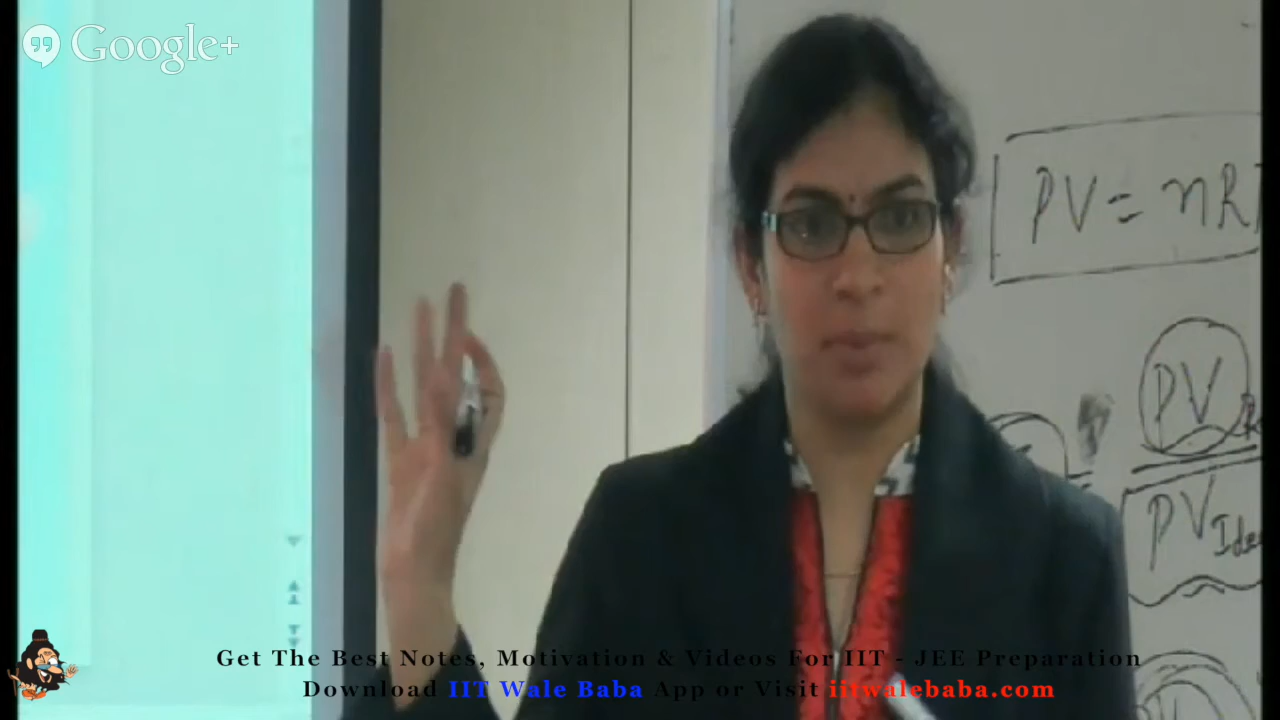 Google+
PV = nR
PV
PV Ide
Get The Best Notes, Motivation & Videos For IIT - JEE Preparation
Download IIT Wale Baba App or Visit iitwalebaba.com